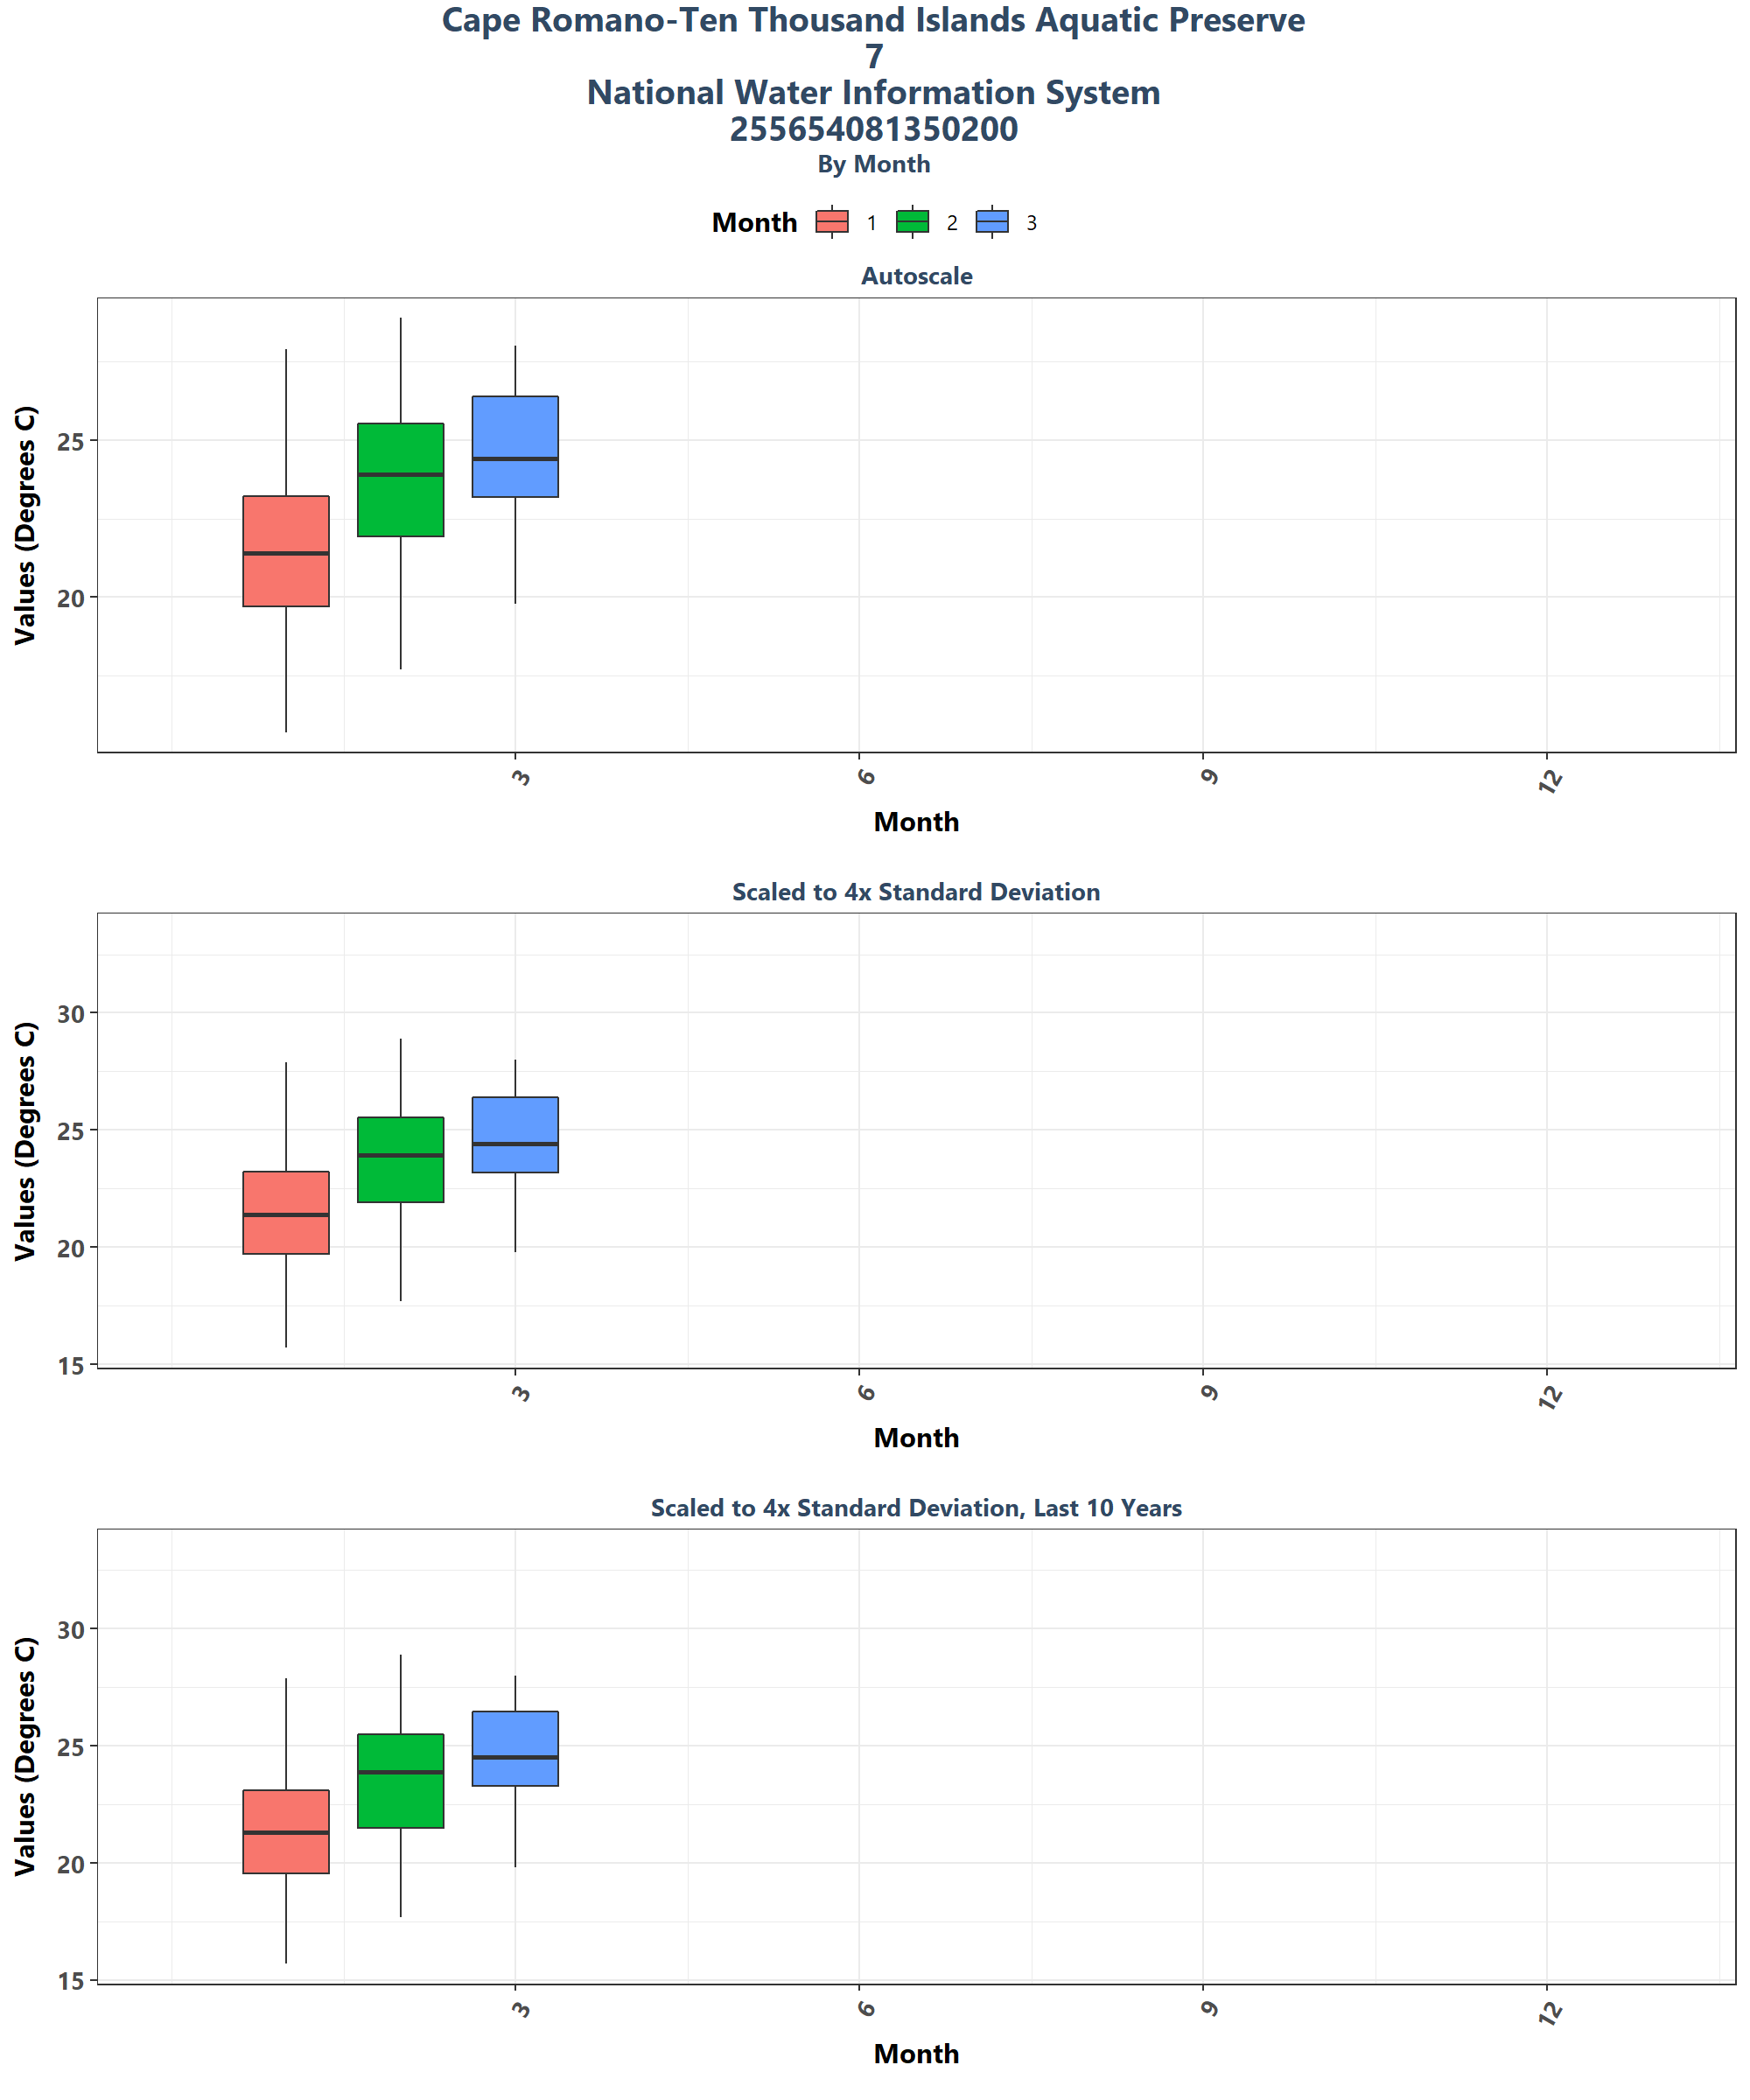 Cape Romano-Ten Thousand Islands Aquatic Preserve
7
National Water Information System
255654081350200
By Month
Month 1 2 3
Autoscale
Values (Degrees C)
25
20
3 6 9 12
Month
Scaled to 4x Standard Deviation
Values (Degrees C)
30
25
20
15
3 6 9 12
Month
Scaled to 4x Standard Deviation, Last 10 Years
Values (Degrees C)
30
25
20
15
3 6 9 12
Month